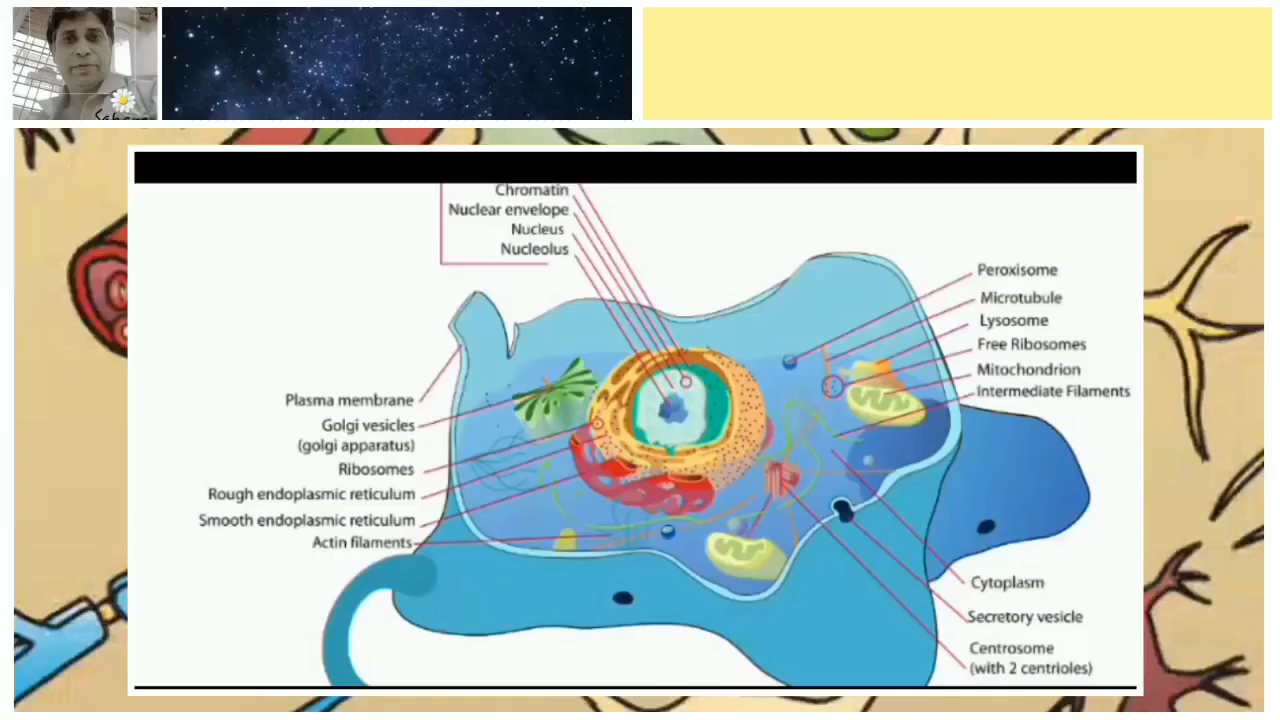 Chromatin
Nuclear envelope
Nucleus
Nucleolus
Peroxisome
Microtubule
Lysosome
Free Ribosomes
Mitochondrion
Intermediate Filaments
Plasma membrane
Golgi vesicles
(golgi apparatus)
Ribosomes
Rough endoplasmic reticulum
Smooth endoplasmic reticulum
Actin filaments
Cytoplasm
Secretory vesicle
Centrosome
(with 2 centrioles)